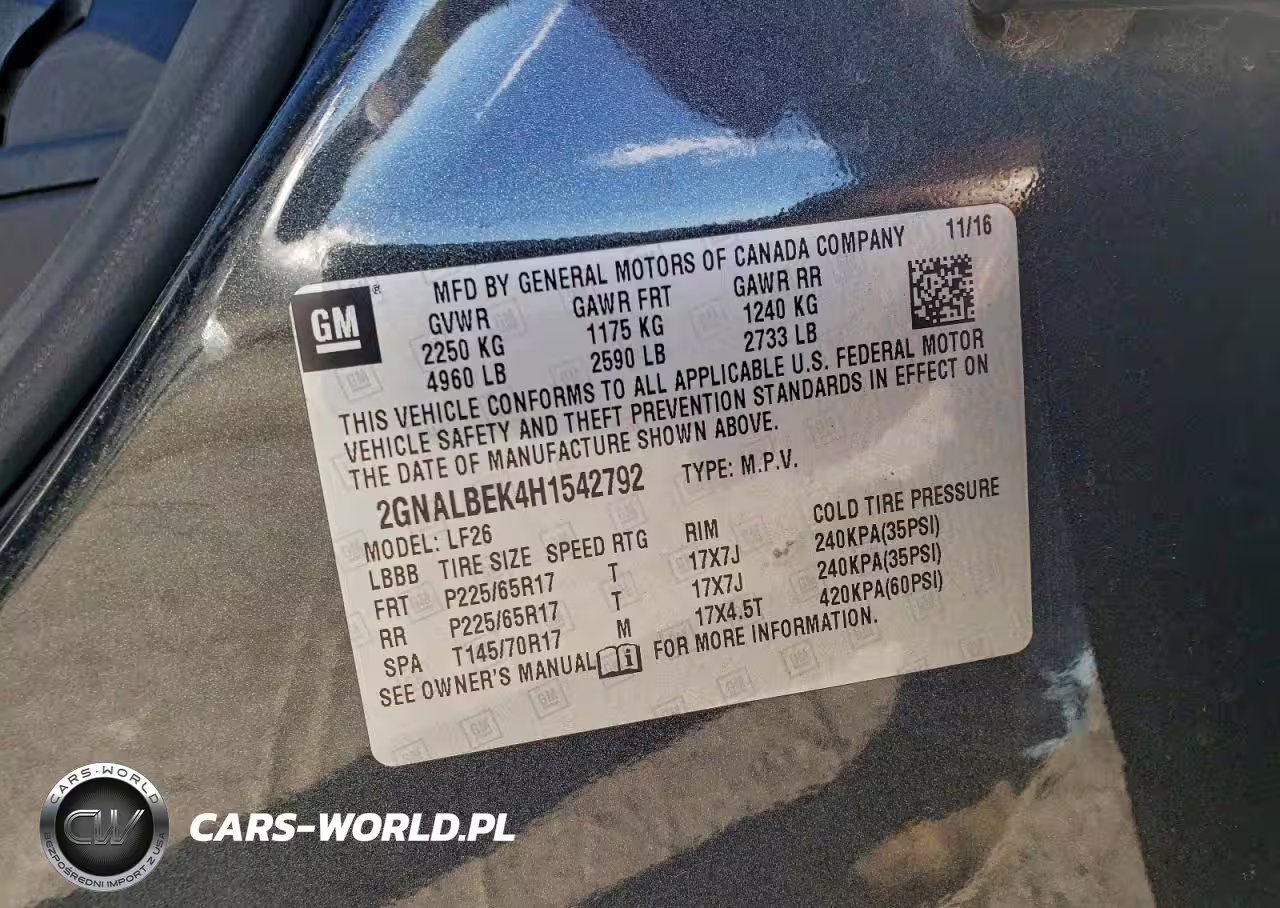 GM®
MFD BY GENERAL MOTORS OF CANADA COMPANY 11/16
GVWR GAWR FRT GAWR RR
2250 KG 1175 KG 1240 KG
4960 LB 2590 LB 2733 LB
THIS VEHICLE CONFORMS TO ALL APPLICABLE U.S. FEDERAL MOTOR
VEHICLE SAFETY AND THEFT PREVENTION STANDARDS IN EFFECT ON
THE DATE OF MANUFACTURE SHOWN ABOVE.
2GNALBEK4H1542792 TYPE: M.P.V.
MODEL: LF26
LBBB TIRE SIZE SPEED RTG RIM COLD TIRE PRESSURE
FRT P225/65R17 T 17X7J 240KPA(35PSI)
RR P225/65R17 T 17X7J 240KPA(35PSI)
SPA T145/70R17 M 17X4.5T 420KPA(60PSI)
SEE OWNER'S MANUAL FOR MORE INFORMATION.
CARS-WORLD
CW
BEZPOŚREDNI IMPORT Z USA
CARS-WORLD.PL